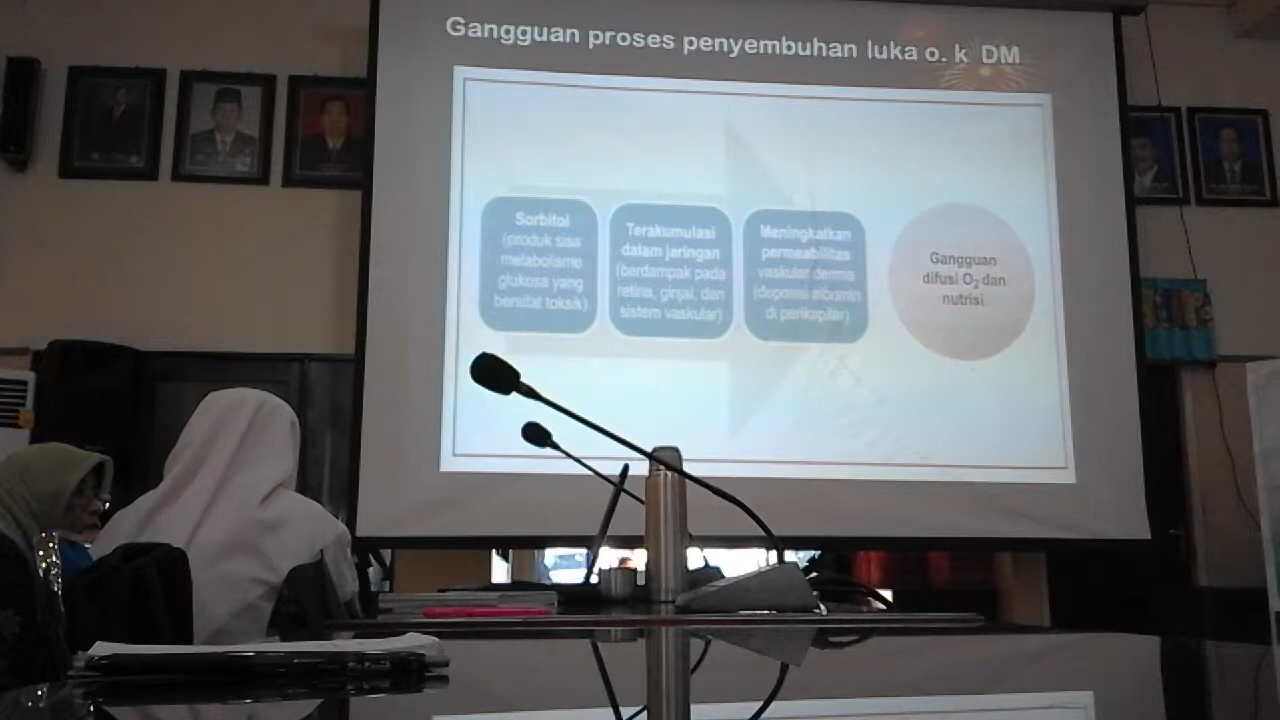 Gangguan proses penyembuhan luka o. k DM
Sorbitol
(produk sisa
metabolisme
glukosa yang
bersifat toksik)
Terakumulasi
dalam jaringan
(berdampak pada
retina, ginjal, dan
sistem vaskular)
Meningkatkan
permeabilitas
vaskular dermis
(deposisi albumin
di perikapilar)
Gangguan
difusi O₂ dan
nutrisi